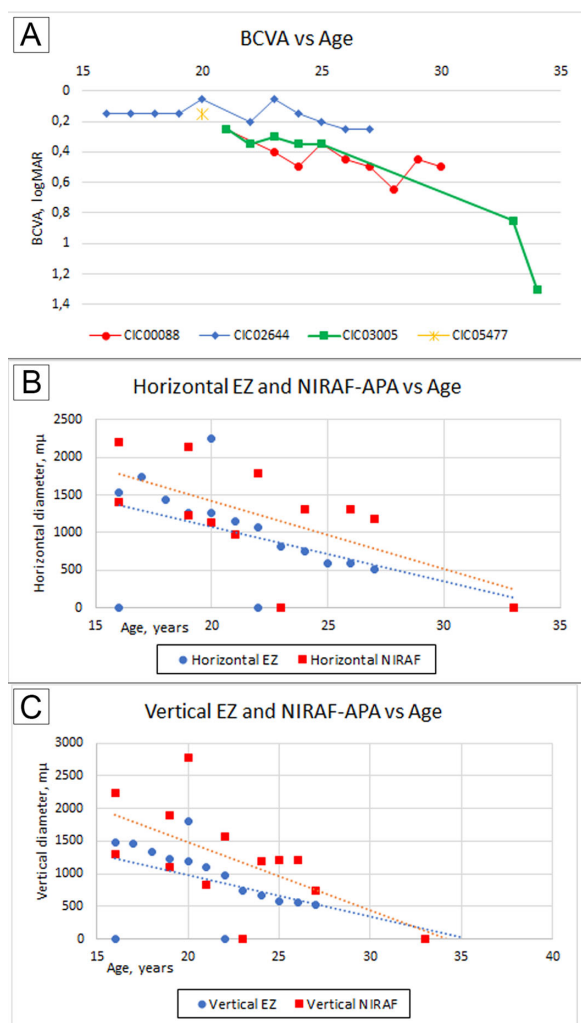 A
BCVA vs Age
15 20 25 30
0
0,2
0,4
0,6
0,8
1
1,2
1,4
BCVA, logMAR
CIC00088 CIC02644 CIC03005 CIC05477
B
Horizontal EZ and NIRAF-APA vs Age
2500
2000
1500
1000
500
0
Horizontal diameter, mµ
15 20 25 30 35
Age, years
Horizontal EZ Horizontal NIRAF
C
Vertical EZ and NIRAF-APA vs Age
3000
2500
2000
1500
1000
500
0
Vertical diameter, mµ
15 20 25 30 35 40
Age, years
Vertical EZ Vertical NIRAF